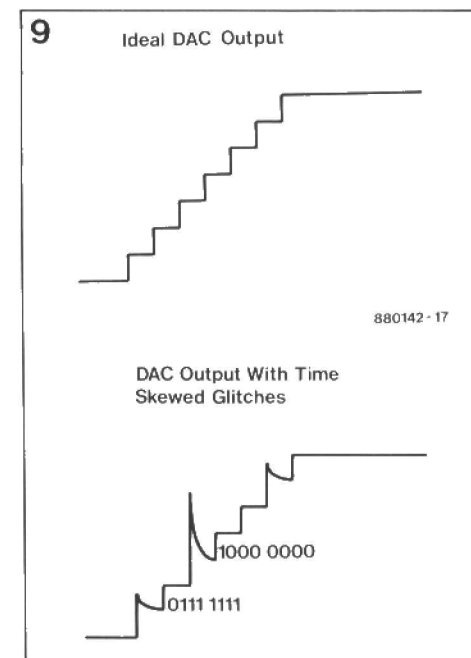 9
Ideal DAC Output
880142-17
DAC Output With Time
Skewed Glitches
1000 0000
0111 1111